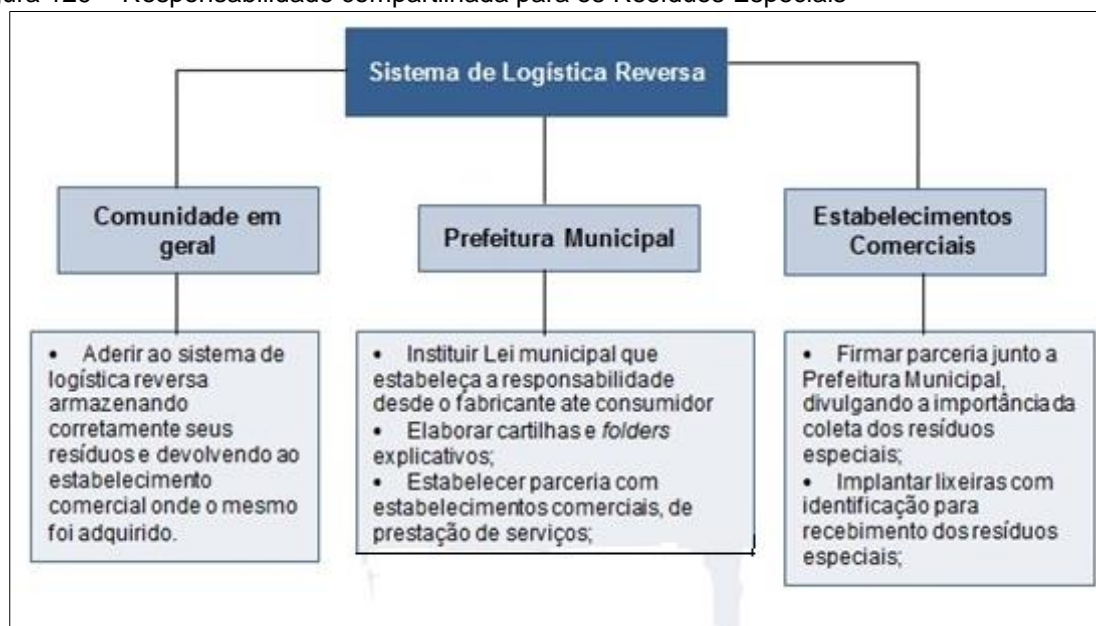 Responsabilidade compartilhada para os Resíduos Especiais
Sistema de Logística Reversa
Comunidade em
geral
Prefeitura Municipal
Estabelecimentos
Comerciais
• Aderir ao sistema de
logística reversa
armazenando
corretamente seus
resíduos e devolvendo ao
estabelecimento
comercial onde o mesmo
foi adquirido.
• Instituir Lei municipal que
estabeleça a responsabilidade
desde o fabricante ate consumidor
• Elaborar cartilhas e folders
explicativos;
• Estabelecer parceria com
estabelecimentos comerciais, de
prestação de serviços;
• Firmar parceria junto a
Prefeitura Municipal,
divulgando a importância da
coleta dos resíduos
especiais;
• Implantar lixeiras com
identificação para
recebimento dos resíduos
especiais;